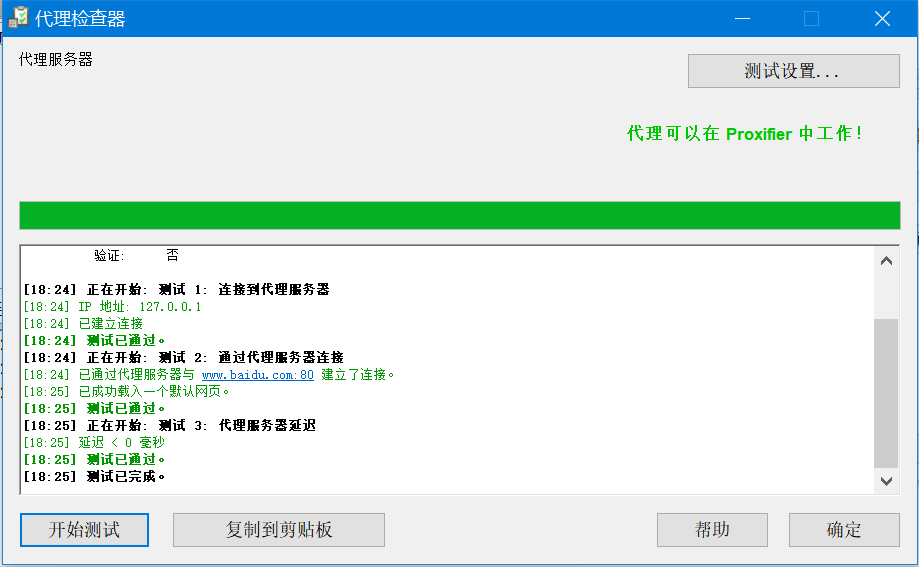 代理检查器
代理服务器
测试设置...
代理可以在 Proxifier 中工作!
验证: 否
[18:24] 正在开始: 测试 1: 连接到代理服务器
[18:24] IP 地址: 127.0.0.1
[18:24] 已建立连接
[18:24] 测试已通过。
[18:24] 正在开始: 测试 2: 通过代理服务器连接
[18:24] 已通过代理服务器与 www.baidu.com:80 建立了连接。
[18:25] 已成功载入一个默认网页。
[18:25] 测试已通过。
[18:25] 正在开始: 测试 3: 代理服务器延迟
[18:25] 延迟 < 0 毫秒
[18:25] 测试已通过。
[18:25] 测试已完成。
开始测试 复制到剪贴板 帮助 确定